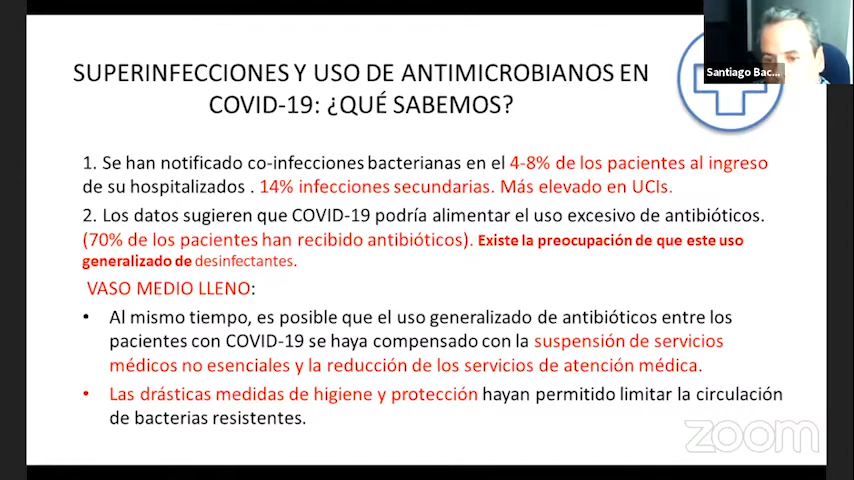 SUPERINFECCIONES Y USO DE ANTIMICROBIANOS EN
COVID-19: ¿QUÉ SABEMOS?
Santiago Bac...
1. Se han notificado co-infecciones bacterianas en el 4-8% de los pacientes al ingreso
de su hospitalizados . 14% infecciones secundarias. Más elevado en UCIs.
2. Los datos sugieren que COVID-19 podría alimentar el uso excesivo de antibióticos.
(70% de los pacientes han recibido antibióticos). Existe la preocupación de que este uso
generalizado de desinfectantes.
VASO MEDIO LLENO:
• Al mismo tiempo, es posible que el uso generalizado de antibióticos entre los
pacientes con COVID-19 se haya compensado con la suspensión de servicios
médicos no esenciales y la reducción de los servicios de atención médica.
• Las drásticas medidas de higiene y protección hayan permitido limitar la circulación
de bacterias resistentes.
zoom